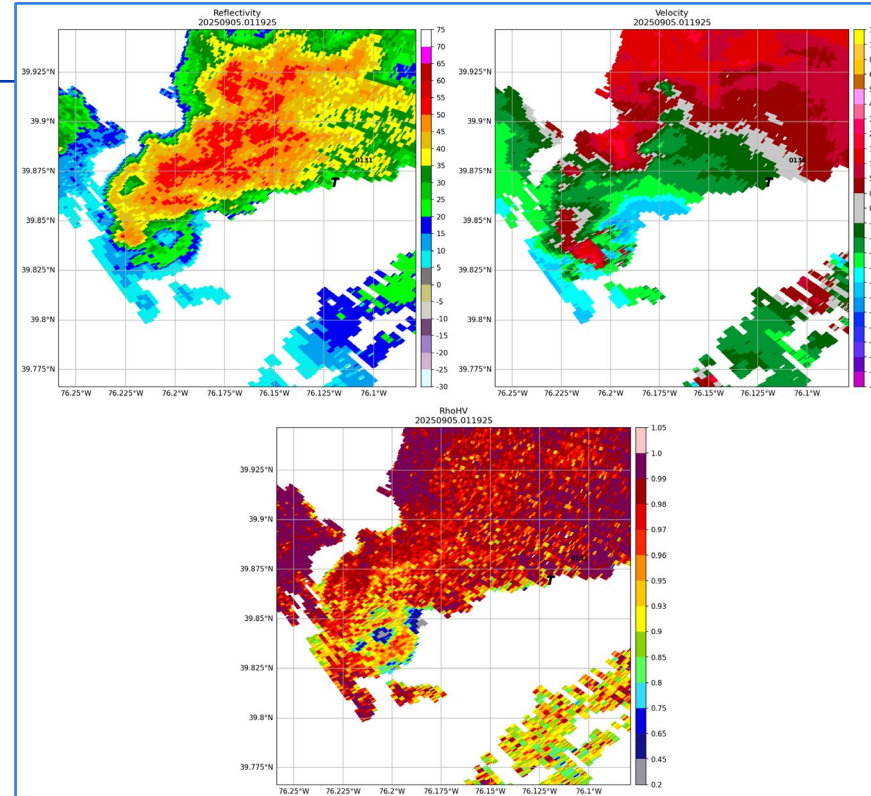 Reflectivity
20250905.011925
39.925°N
39.9°N
39.875°N
39.85°N
39.825°N
39.8°N
39.775°N
76.25°W 76.225°W 76.2°W 76.175°W 76.15°W 76.125°W 76.1°W
0131
T
75
70
65
60
55
50
45
40
35
30
25
20
15
10
5
0
-5
-10
-15
-20
-25
-30
Velocity
20250905.011925
39.925°N
39.9°N
39.875°N
39.85°N
39.825°N
39.8°N
39.775°N
76.25°W 76.225°W 76.2°W 76.175°W 76.15°W 76.125°W 76.1°W
T
RhoHV
20250905.011925
39.925°N
39.9°N
39.875°N
39.85°N
39.825°N
39.8°N
39.775°N
76.25°W 76.225°W 76.2°W 76.175°W 76.15°W 76.125°W 76.1°W
T
1.05
1.0
0.99
0.98
0.97
0.96
0.95
0.93
0.9
0.85
0.8
0.75
0.65
0.45
0.2